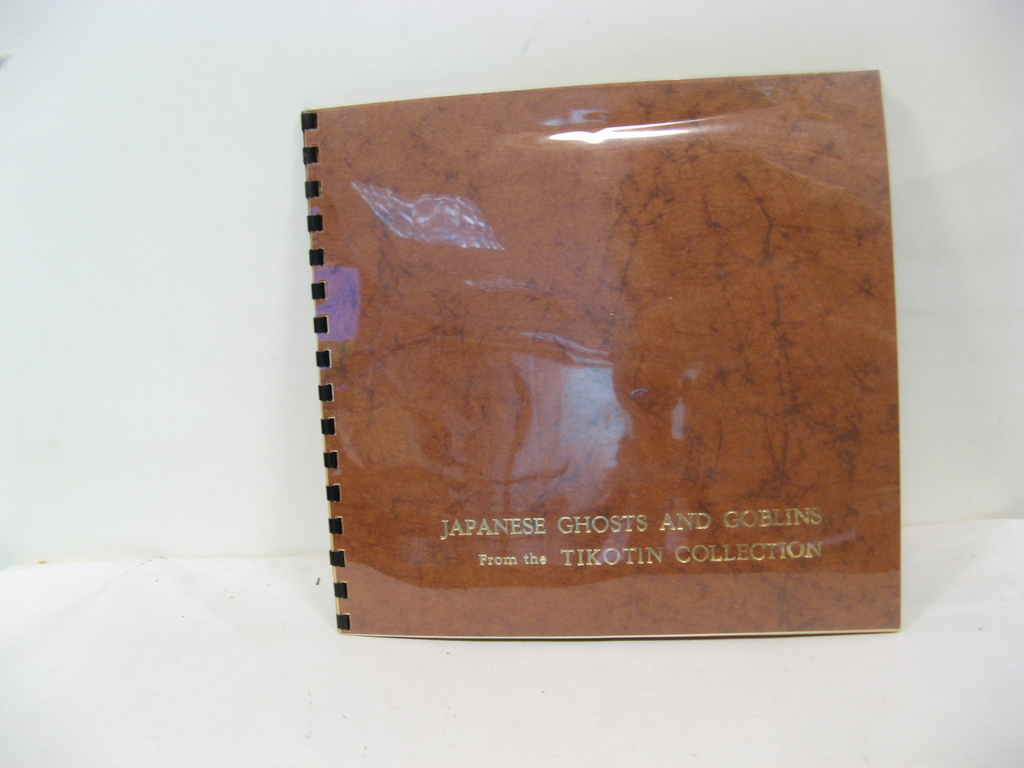 JAPANESE GHOSTS AND GOBLINS
From the TIKOTIN COLLECTION